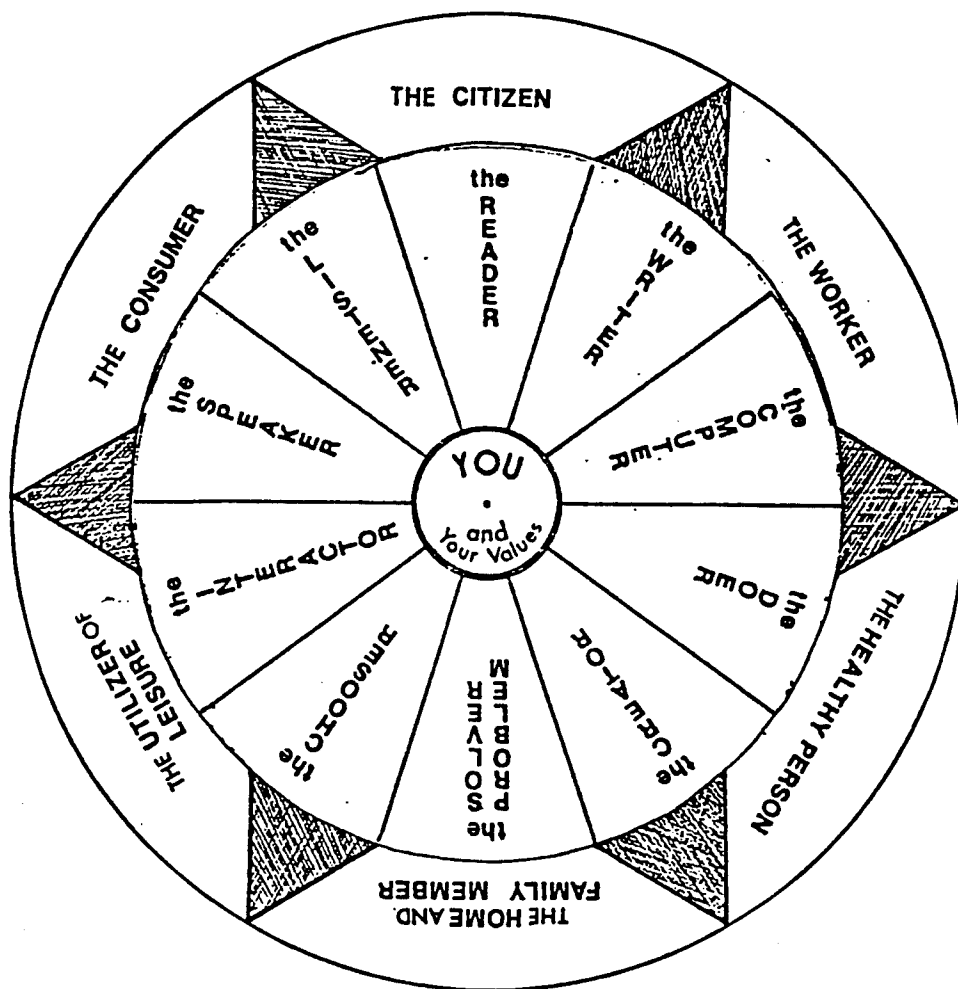 THE CITIZEN
THE WORKER
THE HEALTHY PERSON
THE HOME AND
FAMILY MEMBER
THE UTILIZER OF
LEISURE
THE CONSUMER
the READER
the WRITER
the COMPUTER
the DOER
the CREATOR
the PROBLEM
SOLVER
the CHOOSER
the INTERACTOR
the SPEAKER
the LISTENER
YOU
and
Your Values